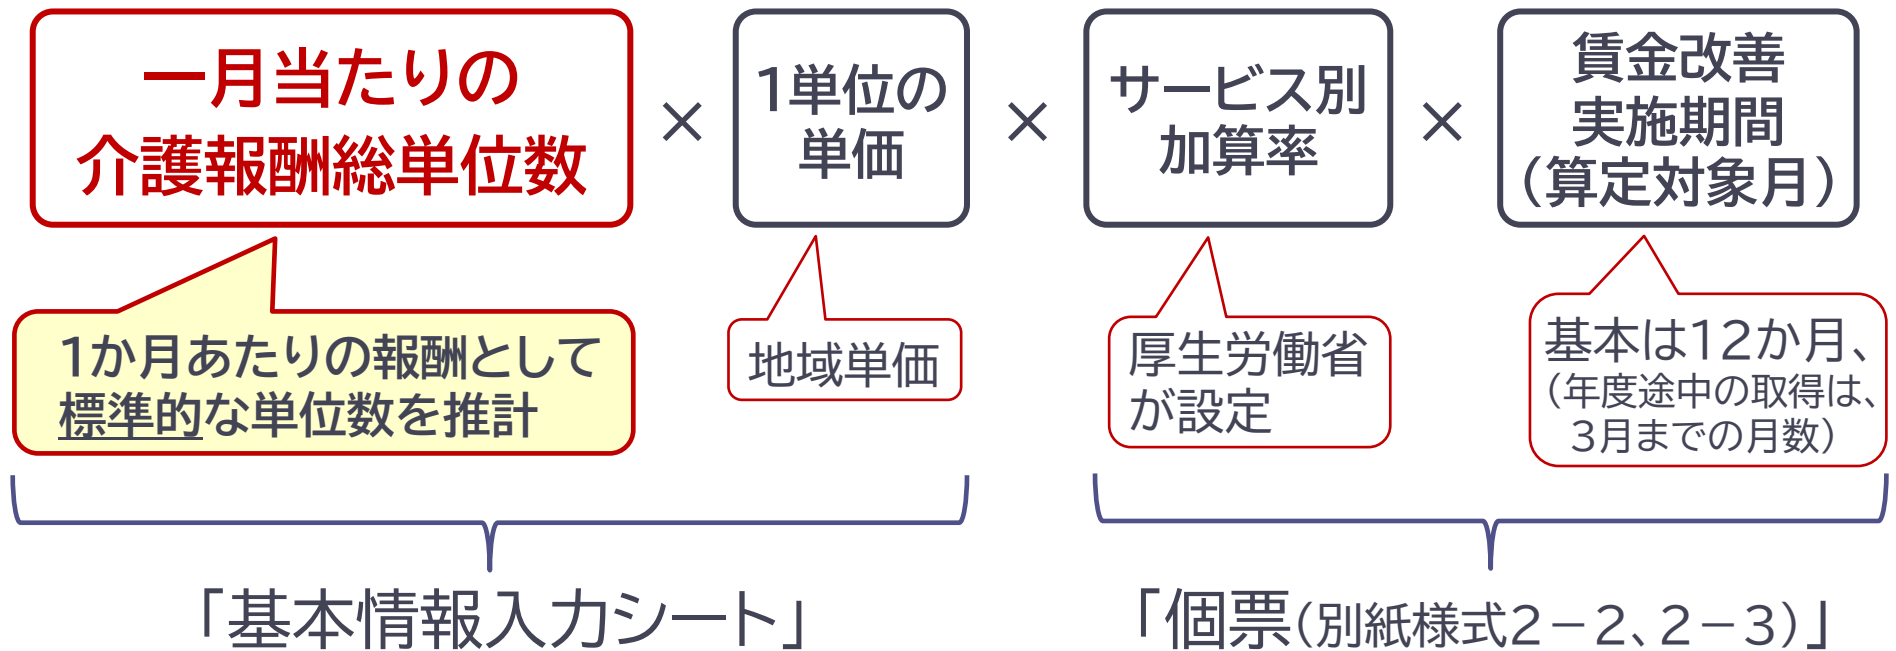 一月当たりの
介護報酬総単位数
×
1単位の
単価
×
サービス別
加算率
×
賃金改善
実施期間
（算定対象月）
1か月あたりの報酬として
標準的な単位数を推計
地域単価
厚生労働省
が設定
基本は12か月、
（年度途中の取得は、
3月までの月数）
「基本情報入力シート」
「個票（別紙様式2－2、2－3）」